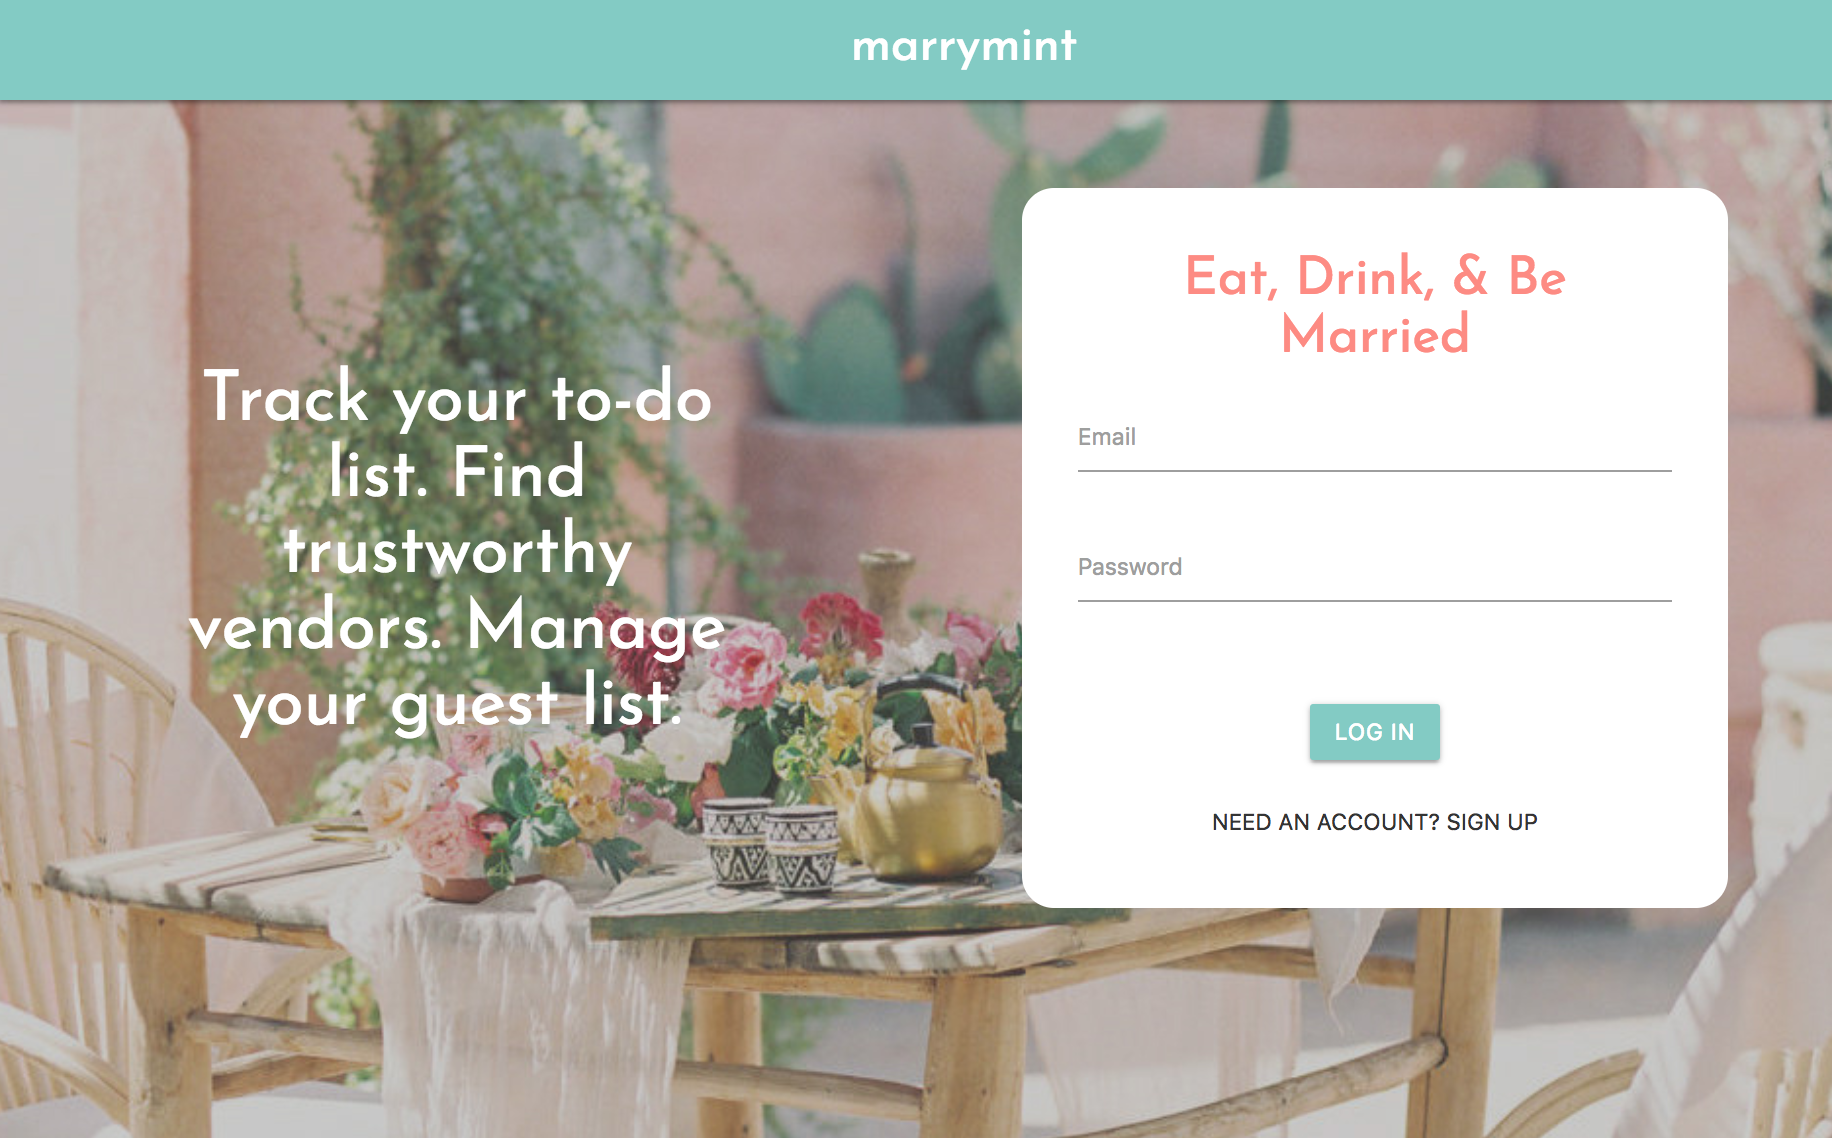 marrymint
Track your to-do
list. Find
trustworthy
vendors. Manage
your guest list.
Eat, Drink, & Be
Married
Email
Password
LOG IN
NEED AN ACCOUNT? SIGN UP